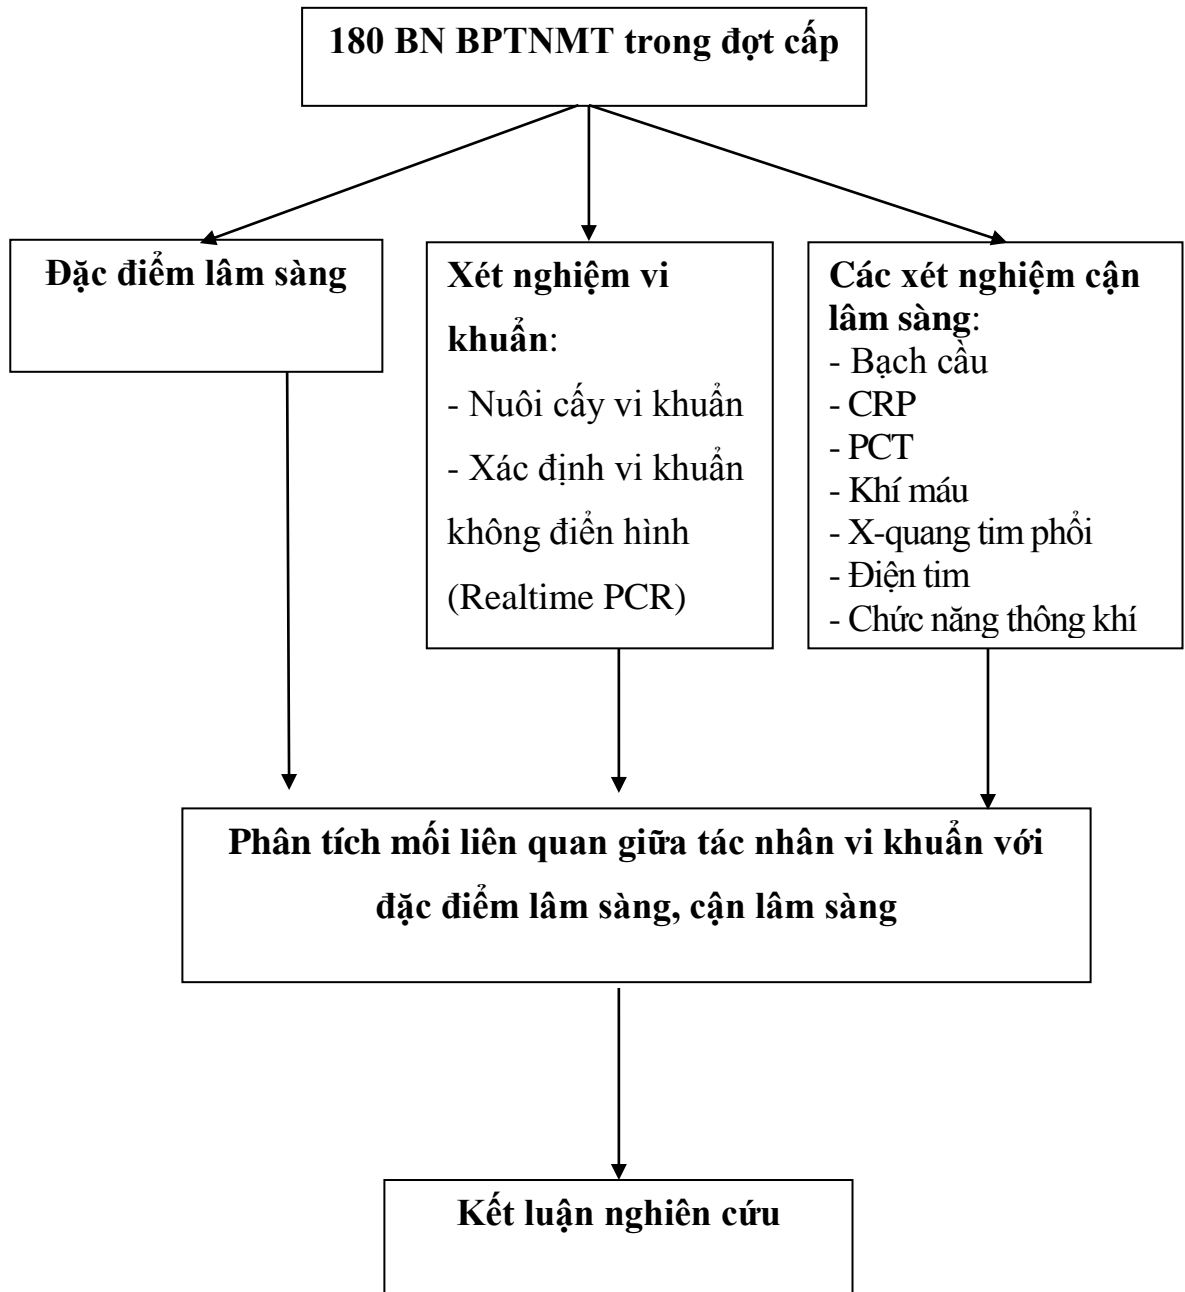 180 BN BPTNMT trong đợt cấp
Đặc điểm lâm sàng
Xét nghiệm vi
khuẩn:
- Nuôi cấy vi khuẩn
- Xác định vi khuẩn
không điển hình
(Realtime PCR)
Các xét nghiệm cận
lâm sàng:
- Bạch cầu
- CRP
- PCT
- Khí máu
- X-quang tim phổi
- Điện tim
- Chức năng thông khí
Phân tích mối liên quan giữa tác nhân vi khuẩn với
đặc điểm lâm sàng, cận lâm sàng
Kết luận nghiên cứu